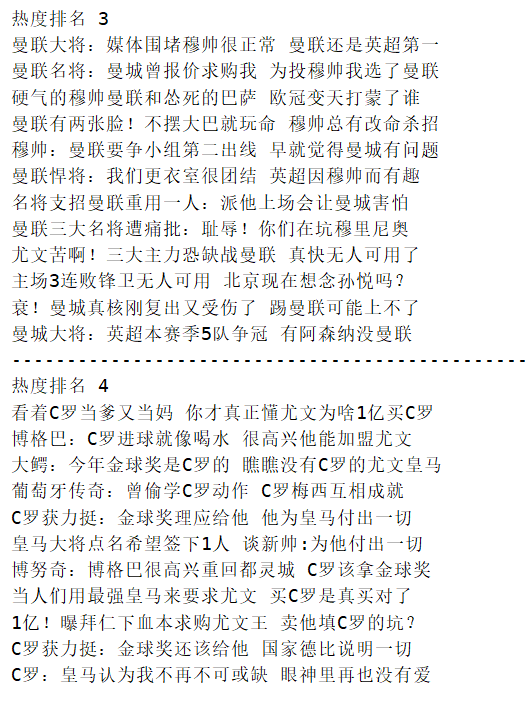 热度排名 3
曼联大将：媒体围堵穆帅很正常 曼联还是英超第一
曼联名将：曼城曾报价求购我 为投穆帅我选了曼联
硬气的穆帅曼联和怂死的巴萨 欧冠变天打蒙了谁
曼联有两张脸！不摆大巴就玩命 穆帅总有改命杀招
穆帅：曼联要争小组第二出线 早就觉得曼城有问题
曼联悍将：我们更衣室很团结 英超因穆帅而有趣
名将支招曼联重用一人：派他上场会让曼城害怕
曼联三大名将遭痛批：耻辱！你们在坑穆里尼奥
尤文苦啊！三大主力恐缺战曼联 真快无人可用了
主场3连败锋卫无人可用 北京现在想念孙悦吗？
衰！曼城真核刚复出又受伤了 踢曼联可能上不了
曼城大将：英超本赛季5队争冠 有阿森纳没曼联
------------------------------------------------
热度排名 4
看着C罗当爹又当妈 你才真正懂尤文为啥1亿买C罗
博格巴：C罗进球就像喝水 很高兴他能加盟尤文
大鳄：今年金球奖是C罗的 瞧瞧没有C罗的尤文皇马
葡萄牙传奇：曾偷学C罗动作 C罗梅西互相成就
C罗获力挺：金球奖理应给他 他为皇马付出一切
皇马大将点名希望签下1人 谈新帅:为他付出一切
博努奇：博格巴很高兴重回都灵城 C罗该拿金球奖
当人们用最强皇马来要求尤文 买C罗是真买对了
1亿！曝拜仁下血本求购尤文王 卖他填C罗的坑？
C罗获力挺：金球奖还该给他 国家德比说明一切
C罗：皇马认为我不再不可或缺 眼神里再也没有爱